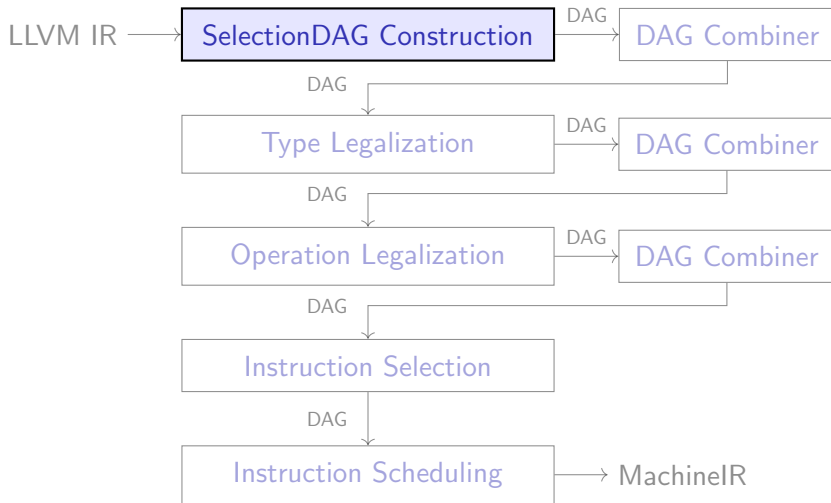 LLVM IR
SelectionDAG Construction
DAG
DAG Combiner
DAG
Type Legalization
DAG
DAG Combiner
DAG
Operation Legalization
DAG
DAG Combiner
DAG
Instruction Selection
DAG
Instruction Scheduling
MachineIR